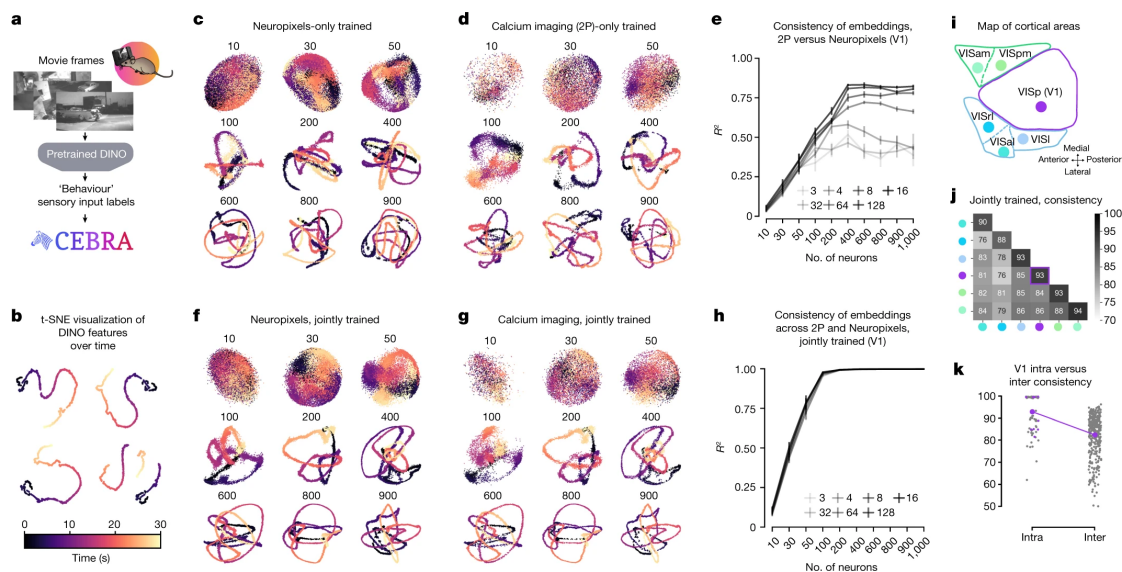 a
Movie frames
Pretrained DINO
'Behaviour'
sensory input labels
CEBRA
b
t-SNE visualization of
DINO features
over time
0 10 20 30
Time (s)
c Neuropixels-only trained
10 30 50
100 200 400
600 800 900
d Calcium imaging (2P)-only trained
10 30 50
100 200 400
600 800 900
e Consistency of embeddings,
2P versus Neuropixels (V1)
1.00
0.75
0.50
0.25
0
R²
3 4 8 16
32 64 128
10 30 50 100 200 400 600 800 900 1,000
No. of neurons
f Neuropixels, jointly trained
10 30 50
100 200 400
600 800 900
g Calcium imaging, jointly trained
10 30 50
100 200 400
600 800 900
h Consistency of embeddings
across 2P and Neuropixels,
jointly trained (V1)
1.00
0.75
0.50
0.25
0
R²
3 4 8 16
32 64 128
10 30 50 100 200 400 600 800 900 1,000
No. of neurons
i Map of cortical areas
VISam VISpm
VISp (V1)
VISrl
VISal VISl
Medial
Anterior Posterior
Lateral
j Jointly trained, consistency
90
76 88
83 78 93
81 76 85 93
82 81 85 84 93
84 79 86 86 88 94
100
95
90
85
80
75
70
k V1 intra versus
inter consistency
100
90
80
70
60
50
Intra Inter